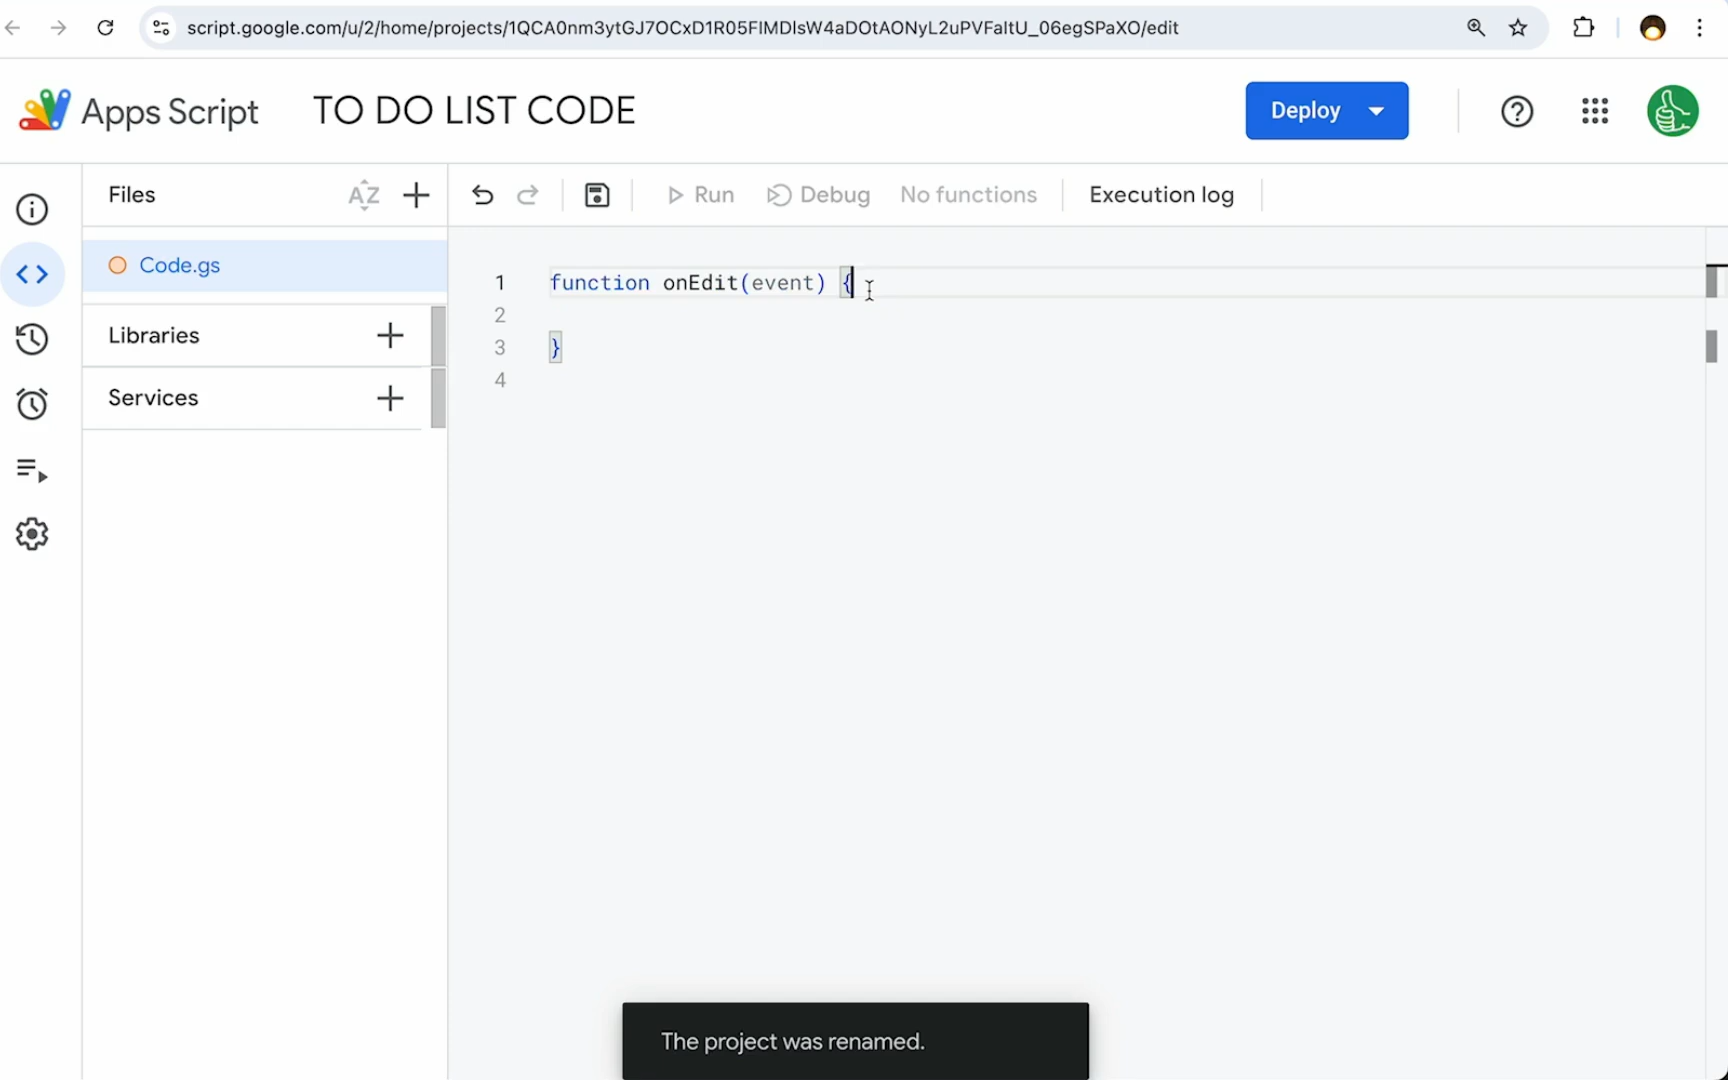 script.google.com/u/2/home/projects/1QCA0nm3ytGJ7OCxD1R05FIMDIsW4aDOtAONyL2uPVFaltU_06egSPaXO/edit
Apps Script TO DO LIST CODE Deploy
Files AZ Run Debug No functions Execution log
Code.gs
Libraries
Services
1 function onEdit(event) {
2
3 }
4
The project was renamed.